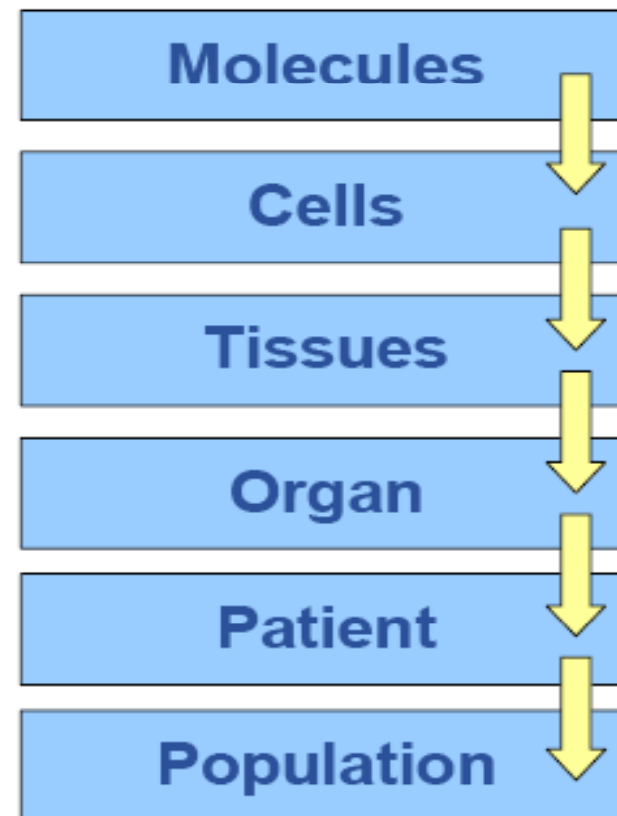 Molecules
Cells
Tissues
Organ
Patient
Population